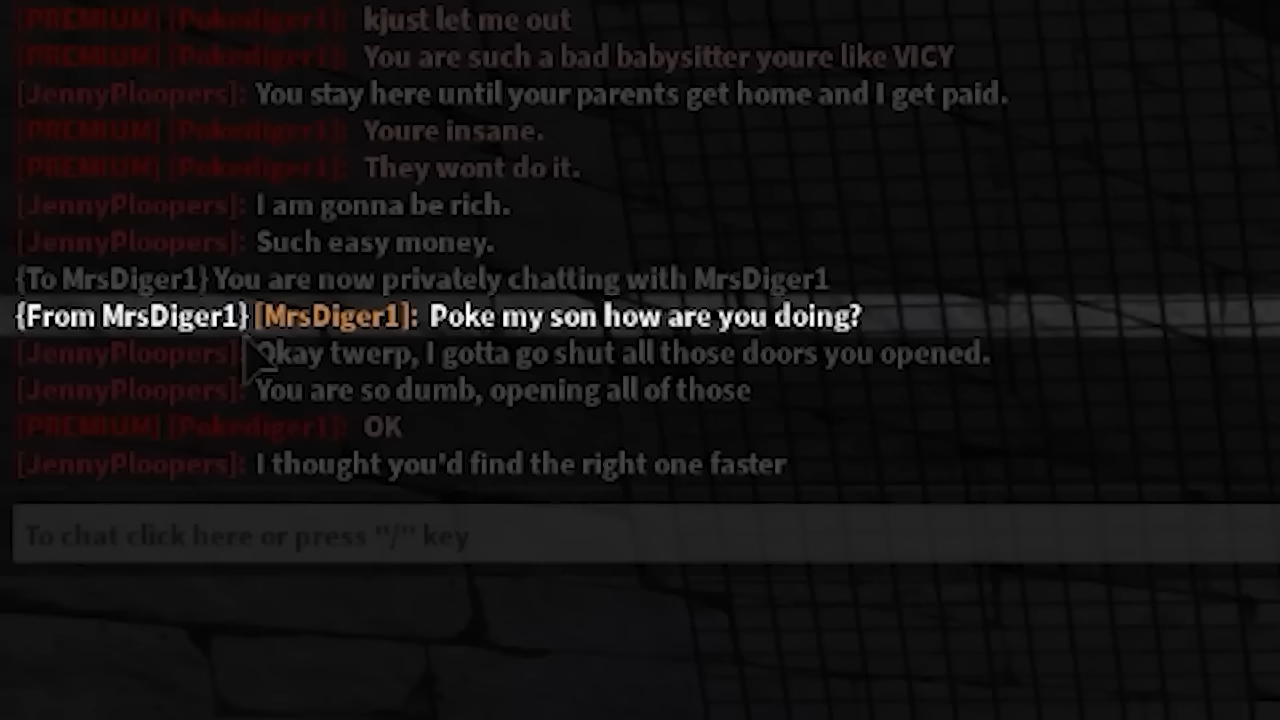 [PREMIUM] [Pokediger1]: kjust let me out
[PREMIUM] [Pokediger1]: You are such a bad babysitter youre like VICY
[JennyPloopers]: You stay here until your parents get home and I get paid.
[PREMIUM] [Pokediger1]: Youre insane.
[PREMIUM] [Pokediger1]: They wont do it.
[JennyPloopers]: I am gonna be rich.
[JennyPloopers]: Such easy money.
{To MrsDiger1} You are now privately chatting with MrsDiger1
{From MrsDiger1} [MrsDiger1]: Poke my son how are you doing?
[JennyPloopers]: Okay twerp, I gotta go shut all those doors you opened.
[JennyPloopers]: You are so dumb, opening all of those
[PREMIUM] [Pokediger1]: OK
[JennyPloopers]: I thought you'd find the right one faster
To chat click here or press "/" key